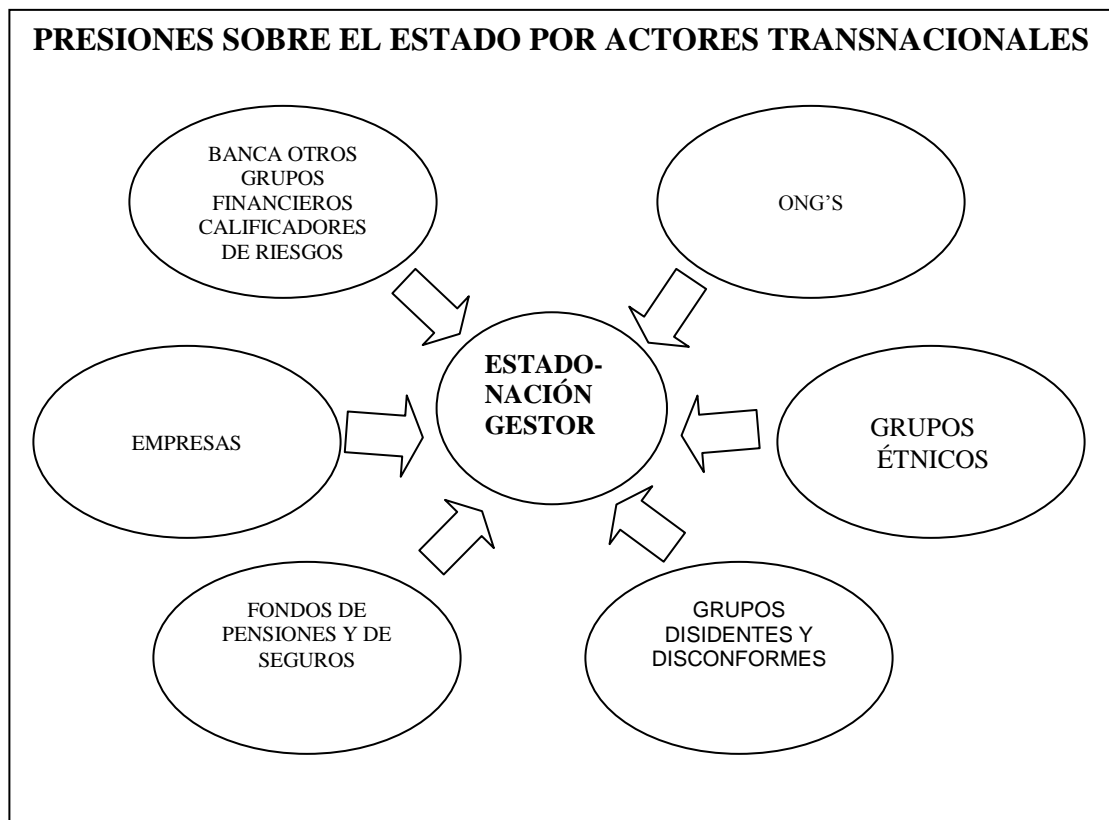 PRESIONES SOBRE EL ESTADO POR ACTORES TRANSNACIONALES
BANCA OTROS
GRUPOS
FINANCIEROS
CALIFICADORES
DE RIESGOS
ONG’S
ESTADO-
NACIÓN
GESTOR
EMPRESAS
GRUPOS
ÉTNICOS
FONDOS DE
PENSIONES Y DE
SEGUROS
GRUPOS
DISIDENTES Y
DISCONFORMES